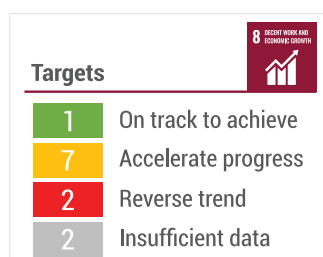 8 DECENT WORK AND
ECONOMIC GROWTH
Targets
1 On track to achieve
7 Accelerate progress
2 Reverse trend
2 Insufficient data